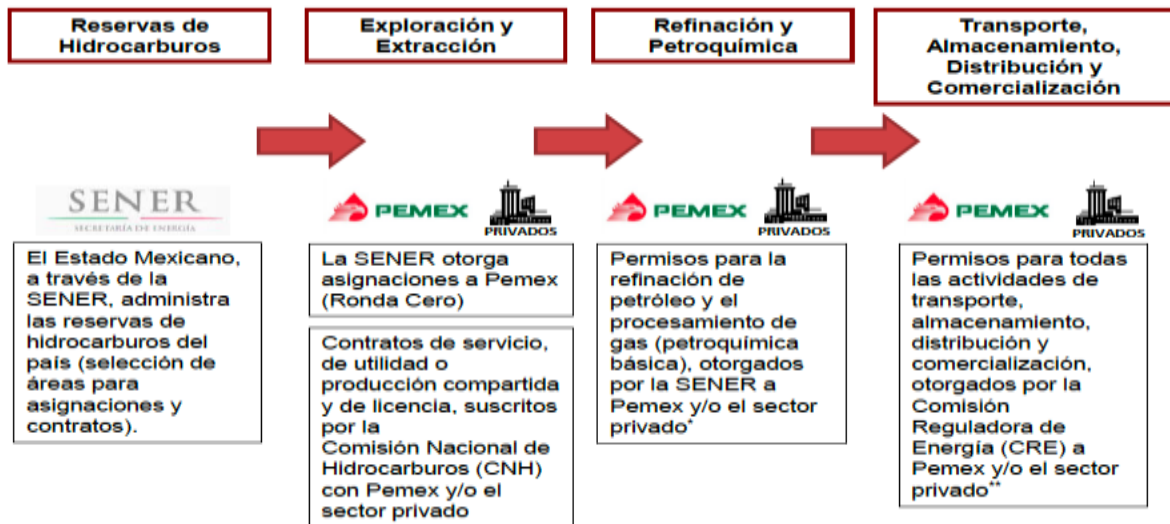 Reservas de
Hidrocarburos
Exploración y
Extracción
Refinación y
Petroquímica
Transporte,
Almacenamiento,
Distribución y
Comercialización
SENER
SECRETARÍA DE ENERGÍA
PEMEX
PRIVADOS
PEMEX
PRIVADOS
PEMEX
PRIVADOS
El Estado Mexicano,
a través de la
SENER, administra
las reservas de
hidrocarburos del
país (selección de
áreas para
asignaciones y
contratos).
La SENER otorga
asignaciones a Pemex
(Ronda Cero)
Contratos de servicio,
de utilidad o
producción compartida
y de licencia, suscritos
por la
Comisión Nacional de
Hidrocarburos (CNH)
con Pemex y/o el
sector privado
Permisos para la
refinación de
petróleo y el
procesamiento de
gas (petroquímica
básica), otorgados
por la SENER a
Pemex y/o el sector
privado*
Permisos para todas
las actividades de
transporte,
almacenamiento,
distribución y
comercialización,
otorgados por la
Comisión
Reguladora de
Energía (CRE) a
Pemex y/o el sector
privado**